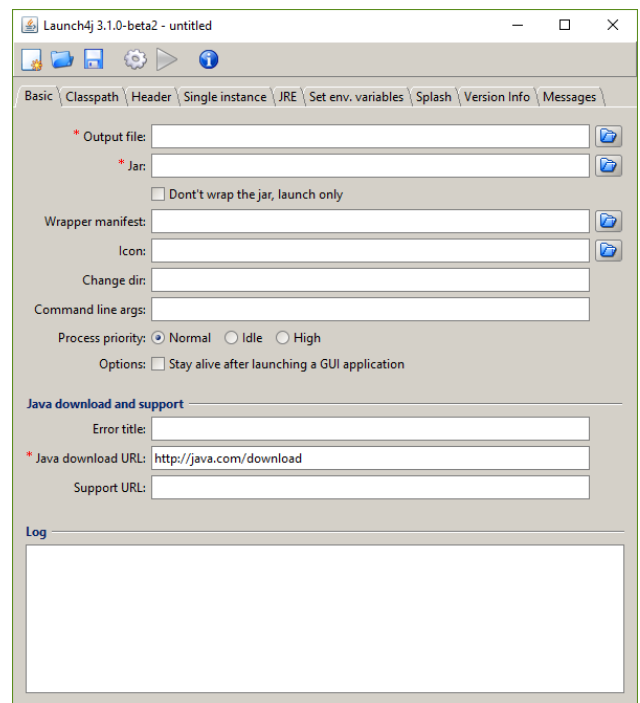 Launch4j 3.1.0-beta2 - untitled
Basic Classpath Header Single instance JRE Set env. variables Splash Version Info Messages
* Output file:
* Jar:
Dont't wrap the jar, launch only
Wrapper manifest:
Icon:
Change dir:
Command line args:
Process priority: Normal Idle High
Options: Stay alive after launching a GUI application
Java download and support
Error title:
* Java download URL: http://java.com/download
Support URL:
Log